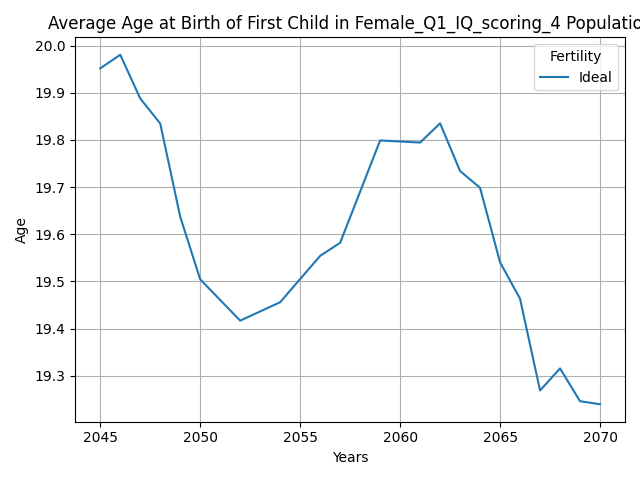 Average Age at Birth of First Child in Female_Q1_IQ_scoring_4 Populatio
Fertility
Ideal
20.0
19.9
19.8
19.7
19.6
19.5
19.4
19.3
Age
2045 2050 2055 2060 2065 2070
Years